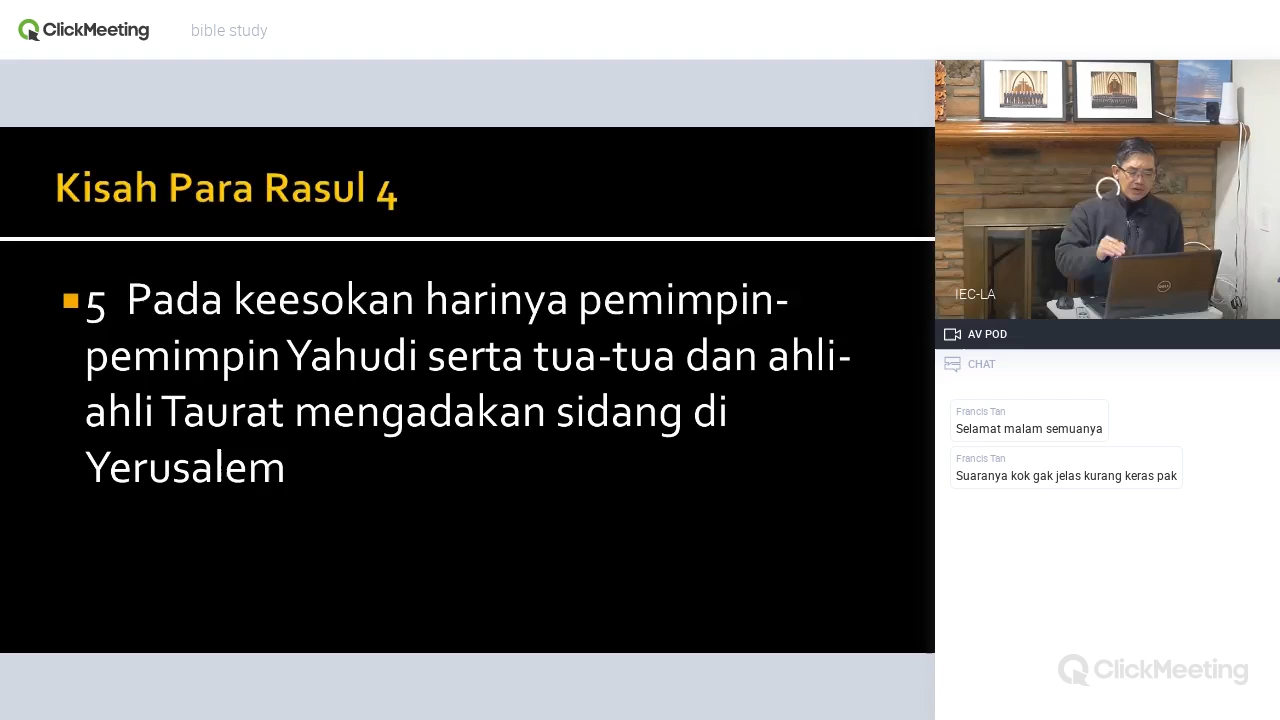 ClickMeeting
bible study
Kisah Para Rasul 4
5 Pada keesokan harinya pemimpin-
pemimpin Yahudi serta tua-tua dan ahli-
ahli Taurat mengadakan sidang di
Yerusalem
IEC-LA
DELL
AV POD
CHAT
Francis Tan
Selamat malam semuanya
Francis Tan
Suaranya kok gak jelas kurang keras pak
ClickMeeting